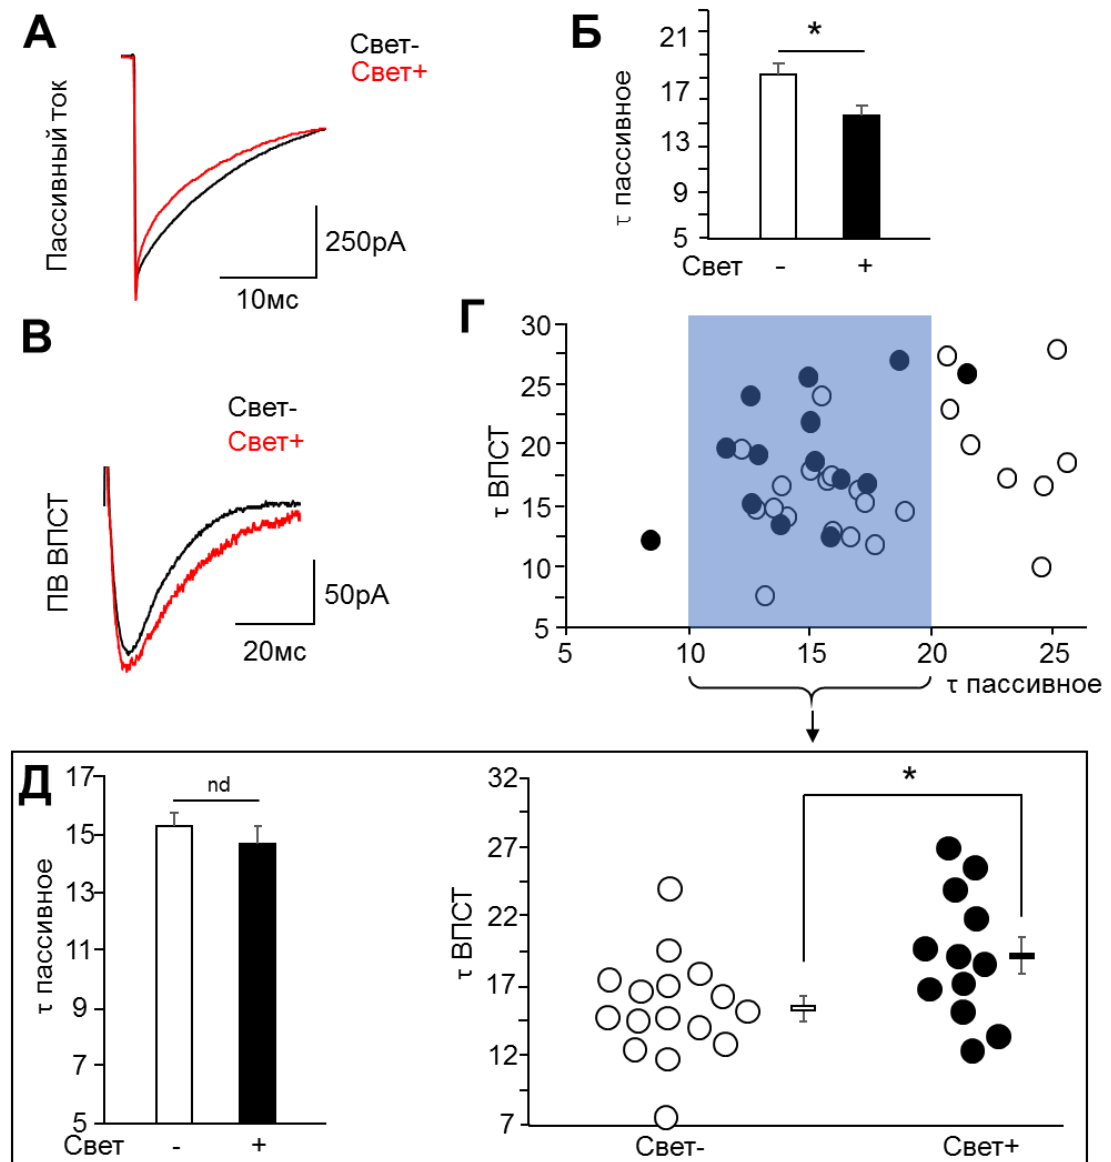 А
Свет-
Свет+
Пассивный ток
250pA
10мс
Б
*
τ пассивное
21
17
13
9
5
Свет - +
В
Свет-
Свет+
ПВ ВПСТ
50pA
20мс
Г
τ ВПСТ
30
25
20
15
10
5
5 10 15 20 25
τ пассивное
Д
nd
τ пассивное
17
15
13
11
9
7
5
Свет - +
*
τ ВПСТ
32
27
22
17
12
7
Свет- Свет+